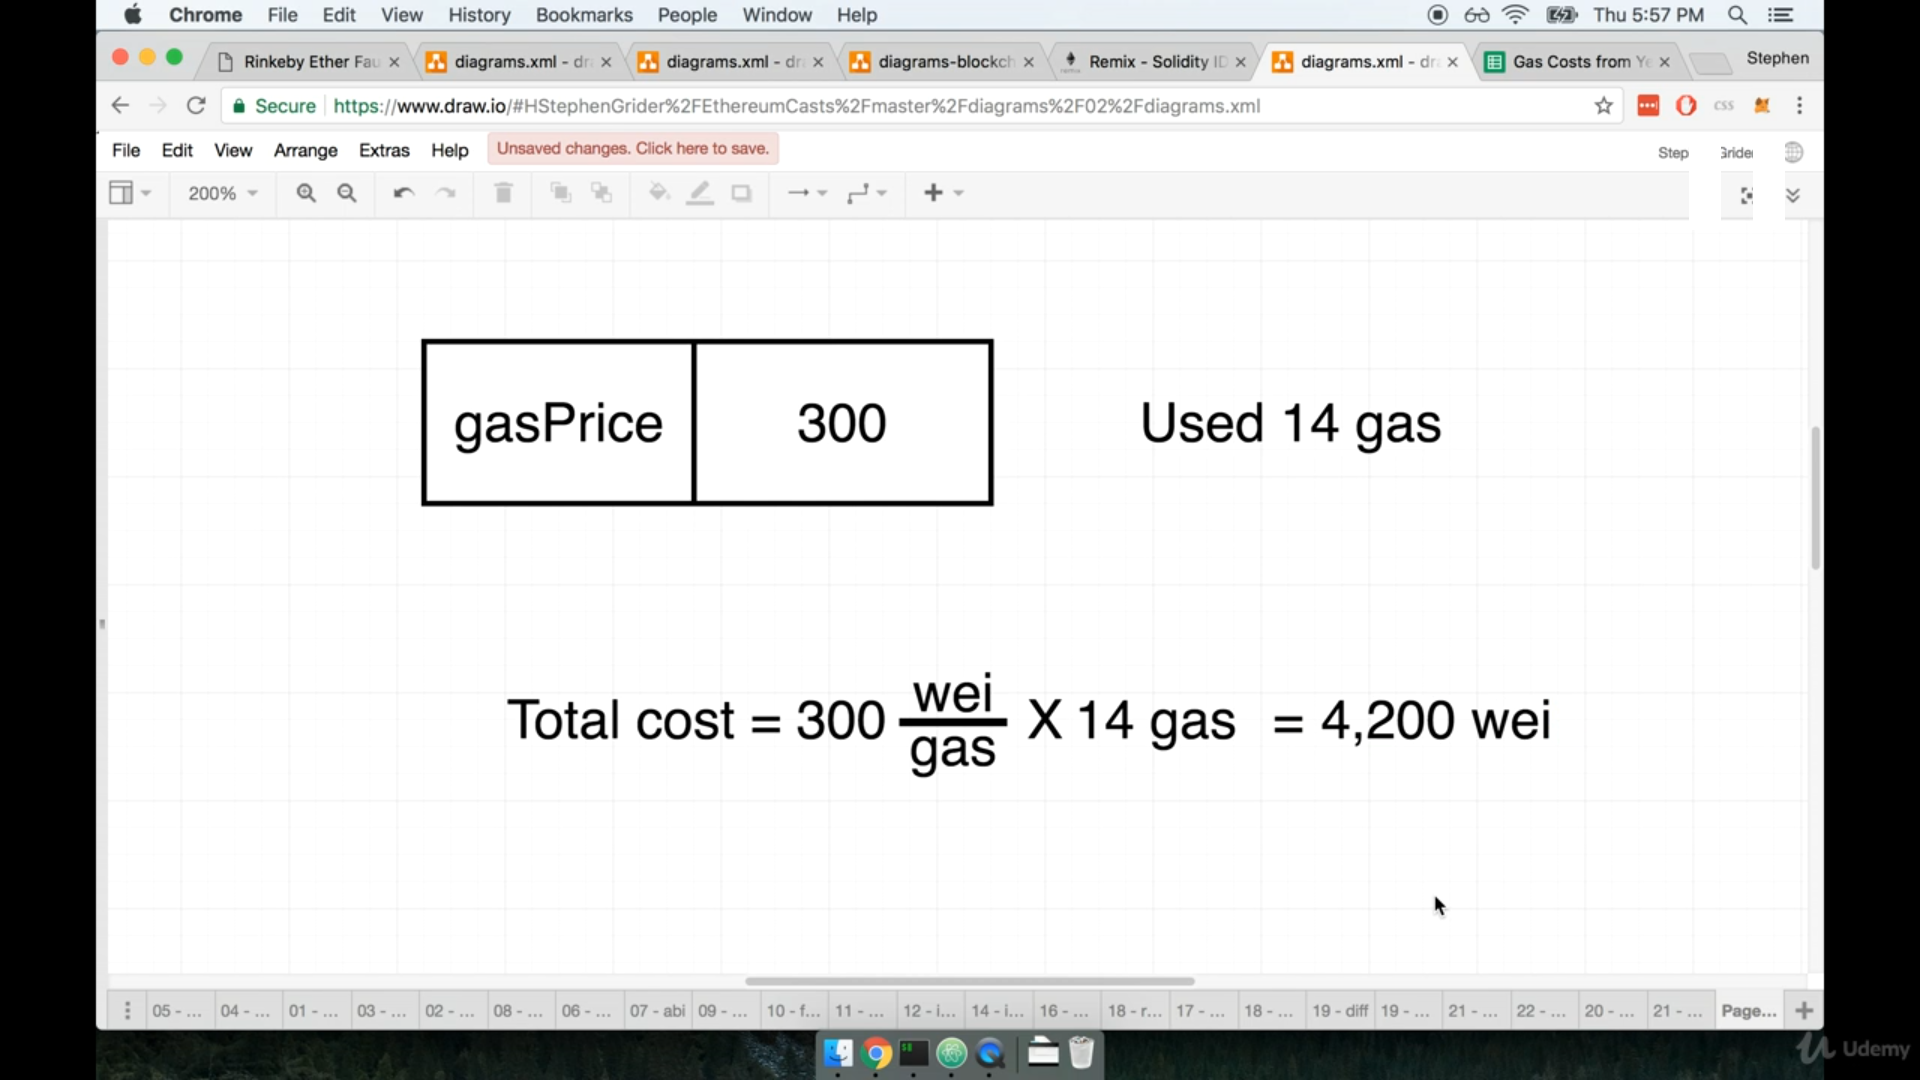 Chrome File Edit View History Bookmarks People Window Help Thu 5:57 PM
Rinkeby Ether Fau diagrams.xml - dr diagrams.xml - dr diagrams-blockch Remix - Solidity ID diagrams.xml - dr Gas Costs from Ye Stephen
Secure https://www.draw.io/#HStephenGrider%2FEthereumCasts%2Fmaster%2Fdiagrams%2F02%2Fdiagrams.xml css
File Edit View Arrange Extras Help Unsaved changes. Click here to save. Step Grider
200%
gasPrice 300 Used 14 gas
wei
Total cost = 300 X 14 gas = 4,200 wei
gas
05 - ... 04 - ... 01 - ... 03 - ... 02 - ... 08 - ... 06 - ... 07 - abi 09 - ... 10 - f... 11 - ... 12 - i... 14 - i... 16 - ... 18 - r... 17 - ... 18 - ... 19 - diff 19 - ... 21 - ... 22 - ... 20 - ... 21 - ... Page...
Udemy